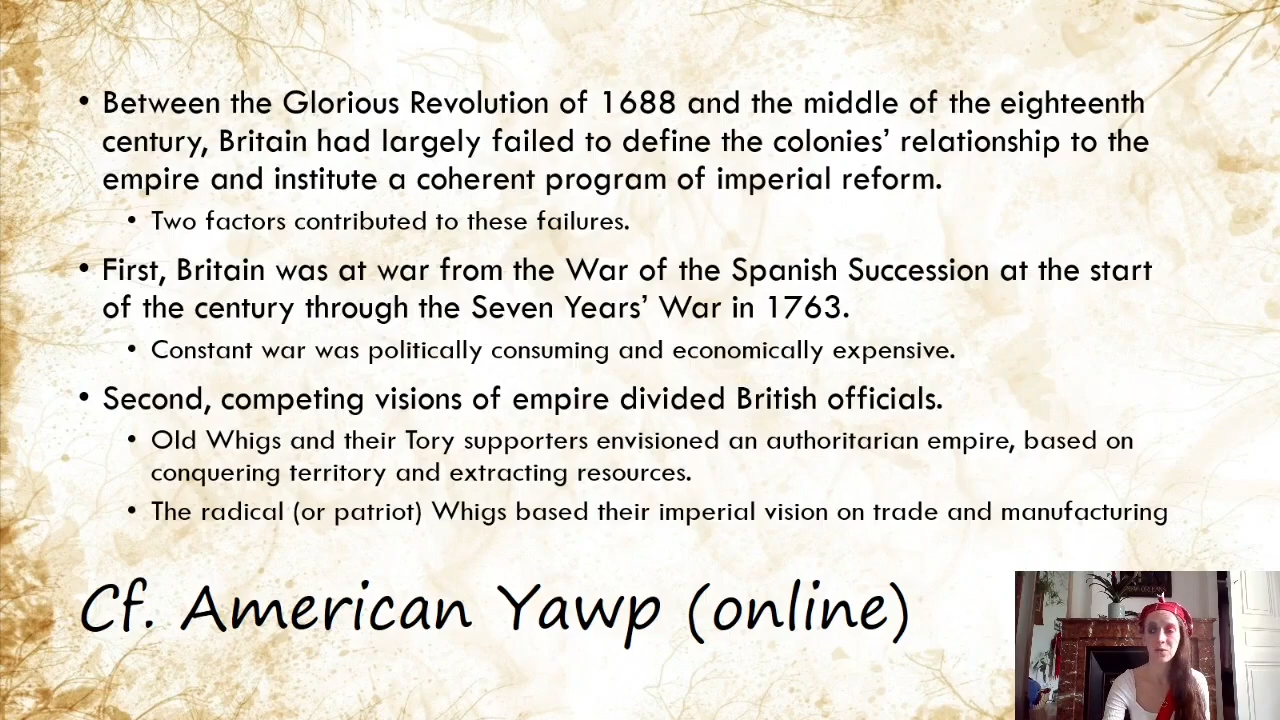 • Between the Glorious Revolution of 1688 and the middle of the eighteenth
century, Britain had largely failed to define the colonies’ relationship to the
empire and institute a coherent program of imperial reform.
• Two factors contributed to these failures.
• First, Britain was at war from the War of the Spanish Succession at the start
of the century through the Seven Years’ War in 1763.
• Constant war was politically consuming and economically expensive.
• Second, competing visions of empire divided British officials.
• Old Whigs and their Tory supporters envisioned an authoritarian empire, based on
conquering territory and extracting resources.
• The radical (or patriot) Whigs based their imperial vision on trade and manufacturing
Cf. American Yawp (online)